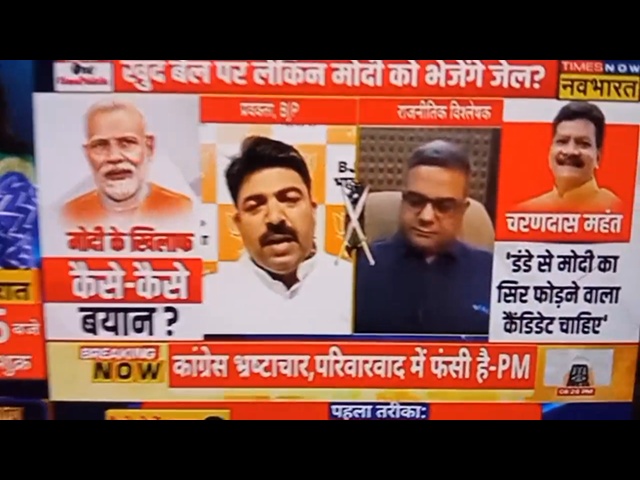 खुद बेल पर लेकिन मोदी को भेजेंगे जेल?
TIMES NOW
नवभारत
प्रवक्ता, BJP
राजनीतिक विश्लेषक
मोदी के खिलाफ
कैसे-कैसे
बयान ?
चरणदास महंत
'डंडे से मोदी का
सिर फोड़ने वाला
कैंडिडेट चाहिए'
BREAKING
NOW
कांग्रेस भ्रष्टाचार,परिवारवाद में फंसी है-PM
बजे
पहला तरीका: